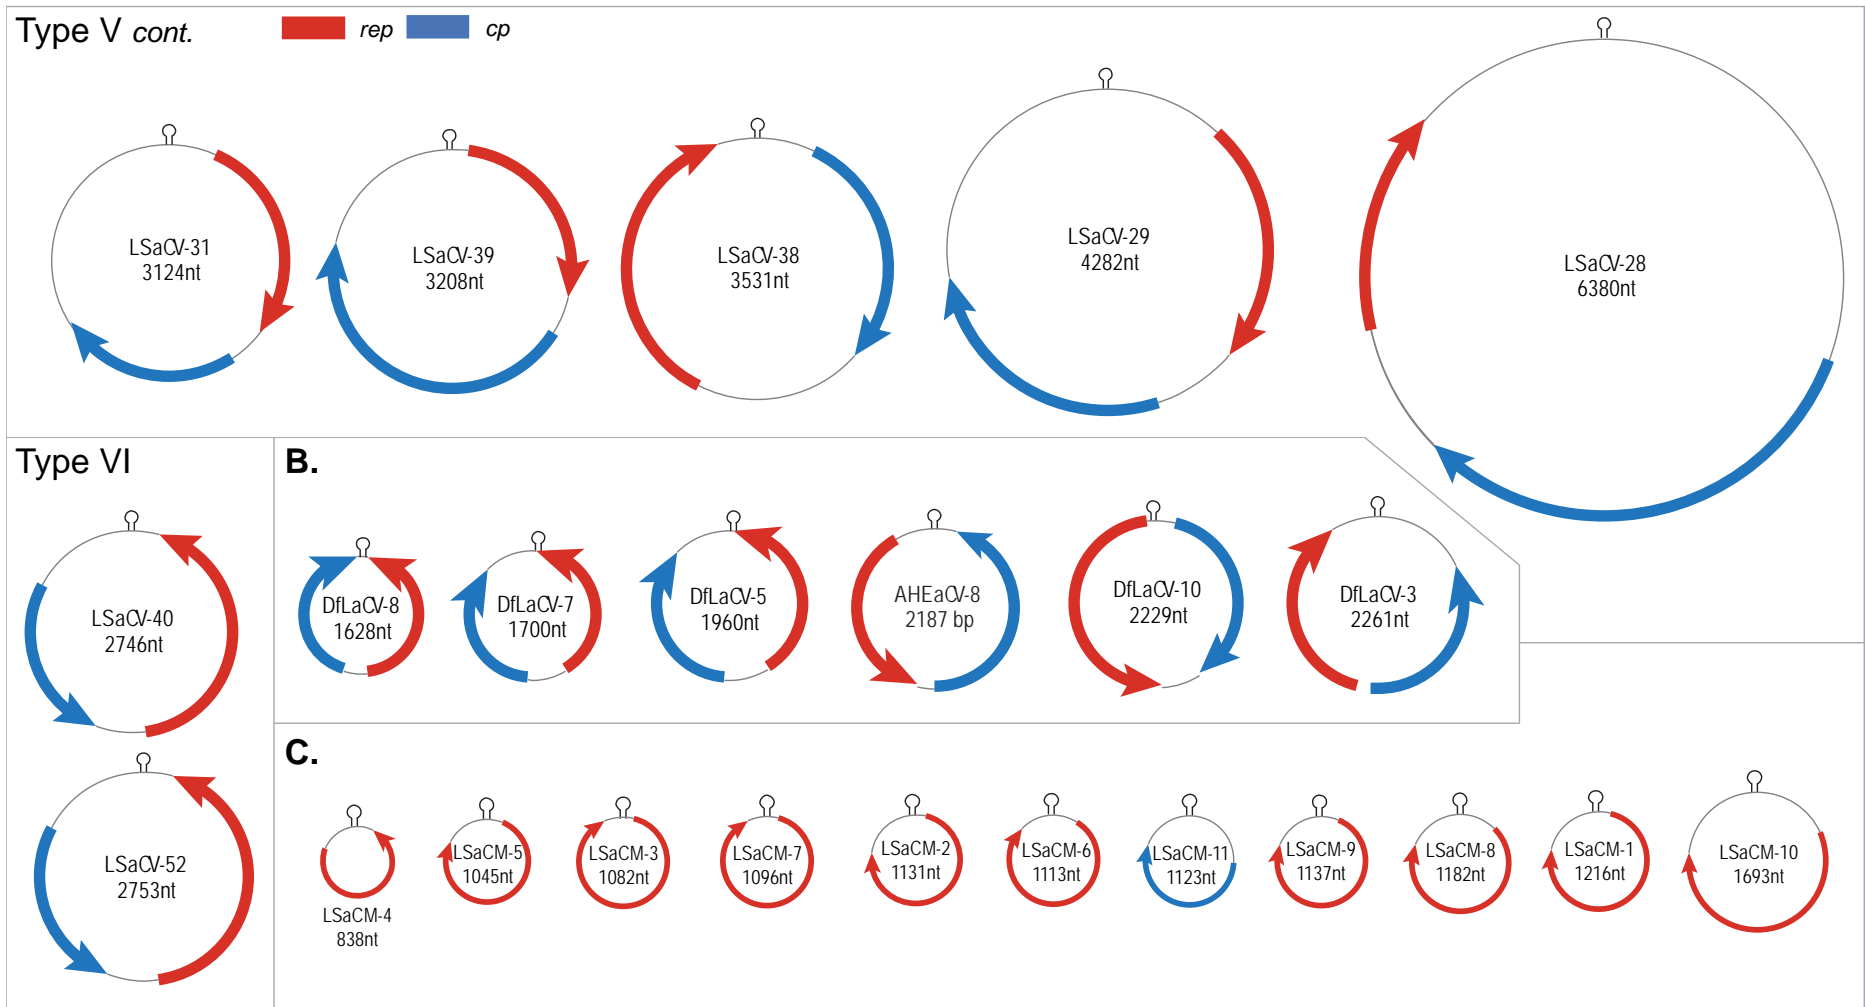 Type V cont.
rep
cp
LSaCV-31
3124nt
LSaCV-39
3208nt
LSaCV-38
3531nt
LSaCV-29
4282nt
LSaCV-28
6380nt
Type VI
LSaCV-40
2746nt
LSaCV-52
2753nt
B.
DfLaCV-8
1628nt
DfLaCV-7
1700nt
DfLaCV-5
1960nt
AHEaCV-8
2187 bp
DfLaCV-10
2229nt
DfLaCV-3
2261nt
C.
LSaCM-4
838nt
LSaCM-5
1045nt
LSaCM-3
1082nt
LSaCM-7
1096nt
LSaCM-2
1131nt
LSaCM-6
1113nt
LSaCM-11
1123nt
LSaCM-9
1137nt
LSaCM-8
1182nt
LSaCM-1
1216nt
LSaCM-10
1693nt